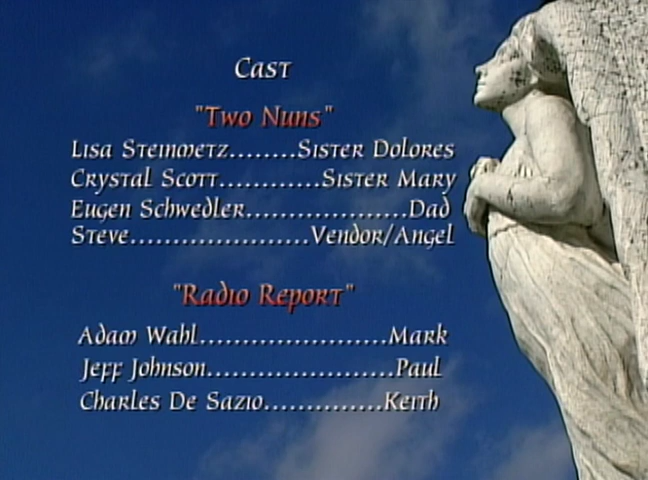 Cast
"Two Nuns"
Lisa Steinmetz........Sister Dolores
Crystal Scott............Sister Mary
Eugen Schwedler...................Dad
Steve.....................Vendor/Angel
"Radio Report"
Adam Wahl......................Mark
Jeff Johnson......................Paul
Charles De Sazio..............Keith